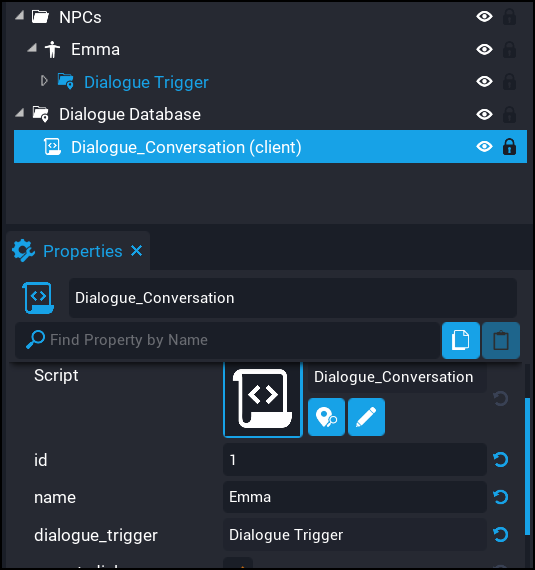 NPCs
Emma
Dialogue Trigger
Dialogue Database
Dialogue_Conversation (client)
Properties
Dialogue_Conversation
Find Property by Name
Script
Dialogue_Conversation
id
1
name
Emma
dialogue_trigger
Dialogue Trigger